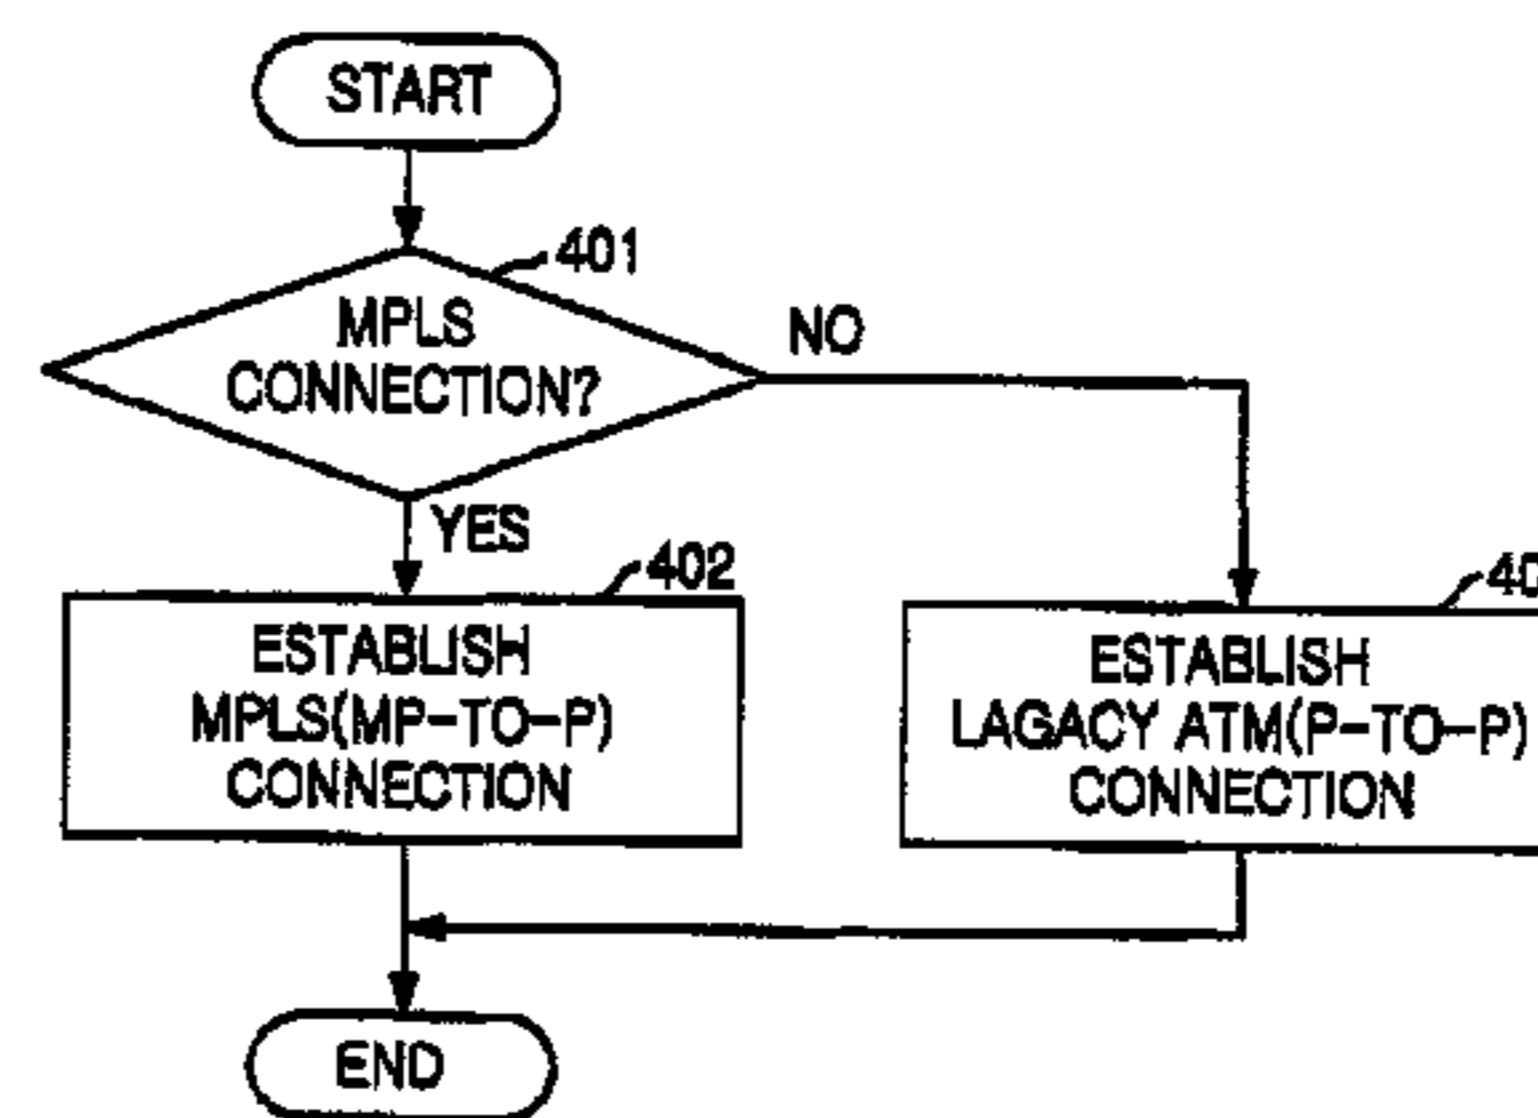 START
401
MPLS
CONNECTION?
NO
YES
402
ESTABLISH
MPLS(MP-TO-P)
CONNECTION
ESTABLISH
LAGACY ATM(P-TO-P)
CONNECTION
END